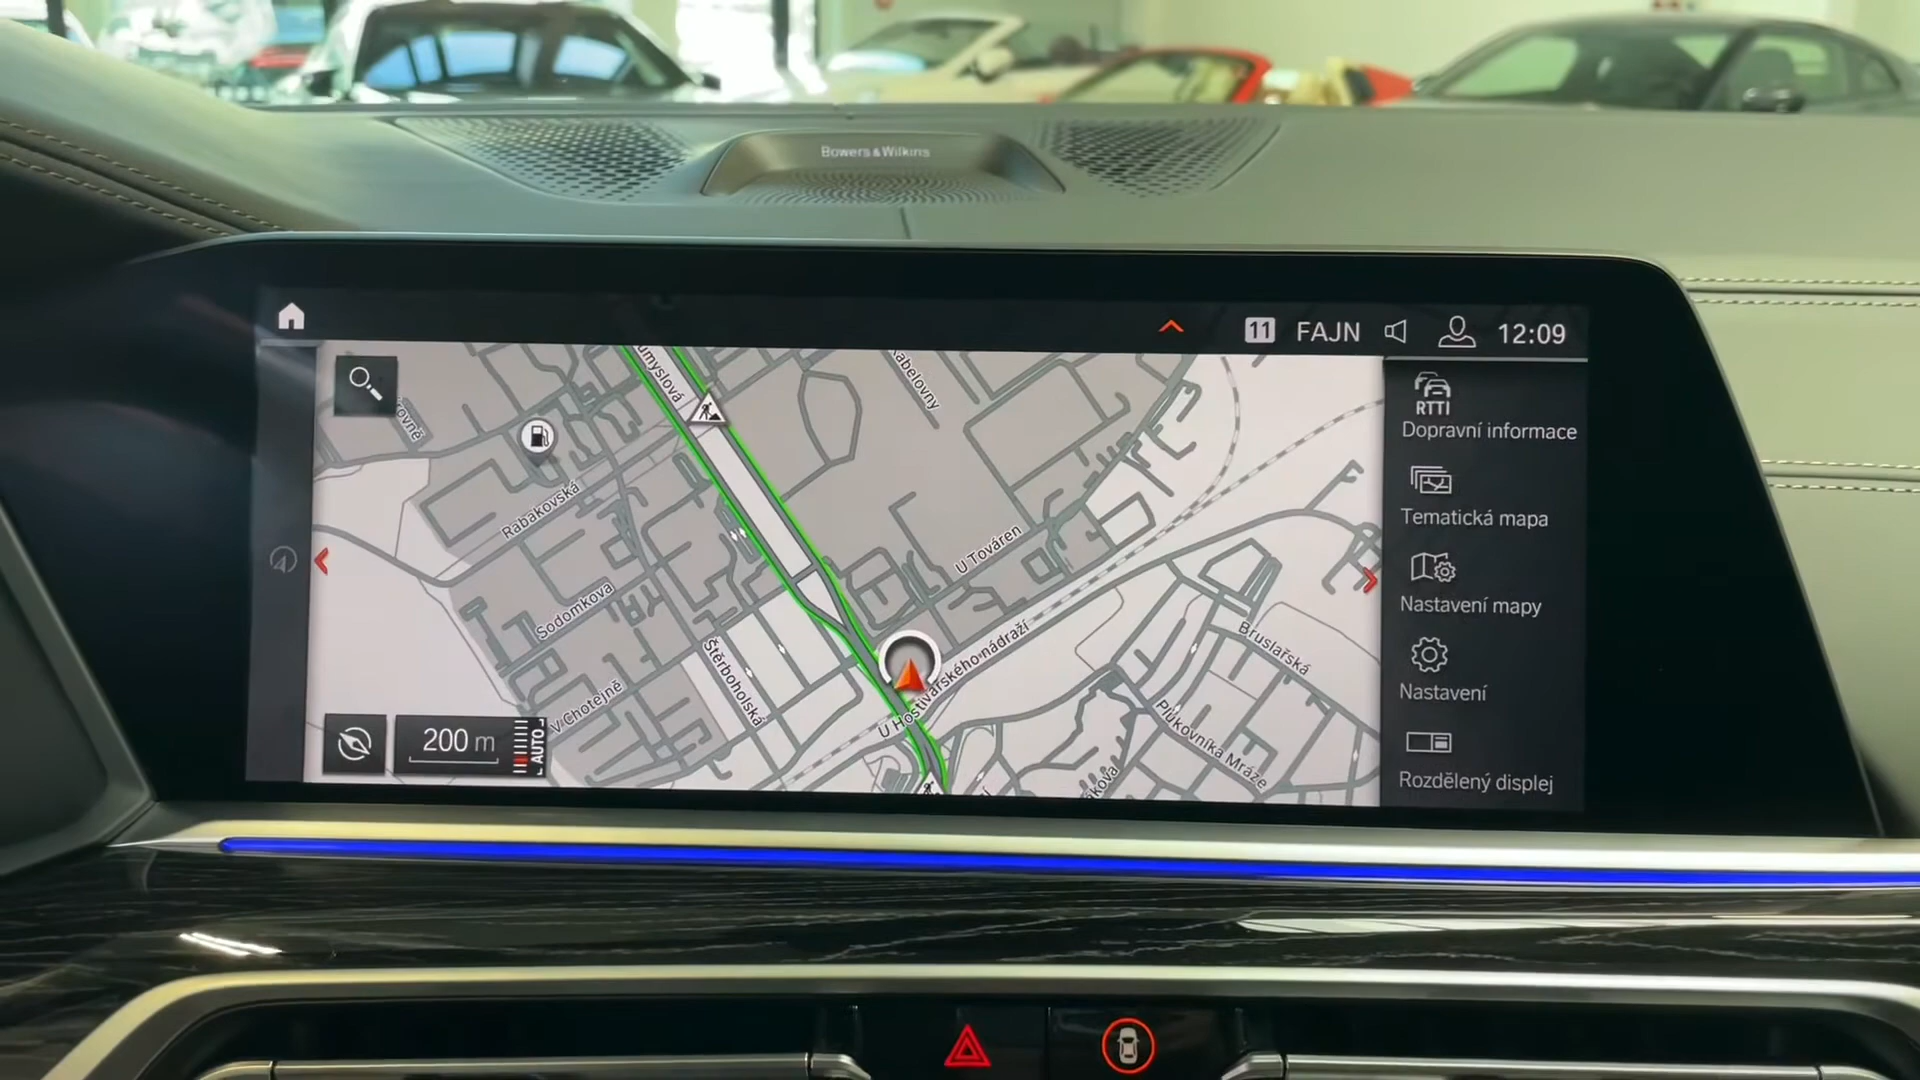 Bowers & Wilkins
11 FAJN 12:09
RTTI
Dopravní informace
Tematická mapa
Nastavení mapy
Nastavení
Rozdělený displej
Rabakovská
U Továren
Sodomkova
Štěrboholská
V Chotejně
U Hostivařského nádraží
Bruslařská
Plukovníka Mráze
200 m
AUTO